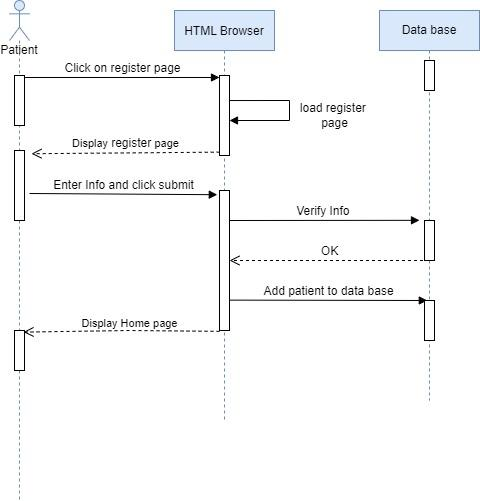 Patient
HTML Browser
Data base
Click on register page
load register
page
Display register page
Enter Info and click submit
Verify Info
OK
Add patient to data base
Display Home page